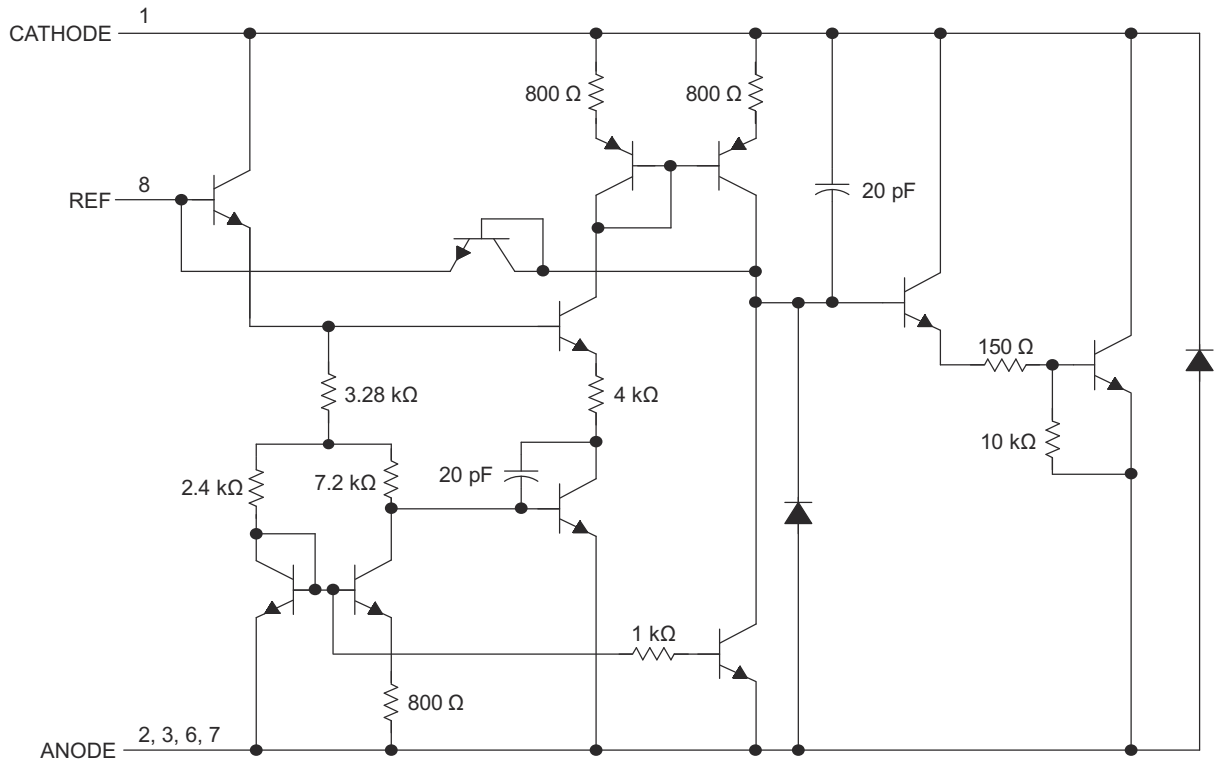 1
CATHODE
800 Ω
800 Ω
8
REF
20 pF
150 Ω
3.28 kΩ
4 kΩ
10 kΩ
2.4 kΩ
7.2 kΩ
20 pF
1 kΩ
800 Ω
2, 3, 6, 7
ANODE